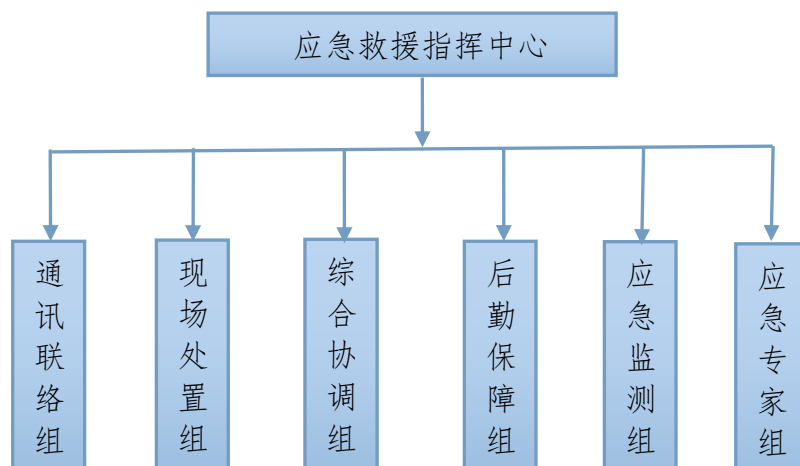 应急救援指挥中心
通讯联络组
现场处置组
综合协调组
后勤保障组
应急监测组
应急专家组